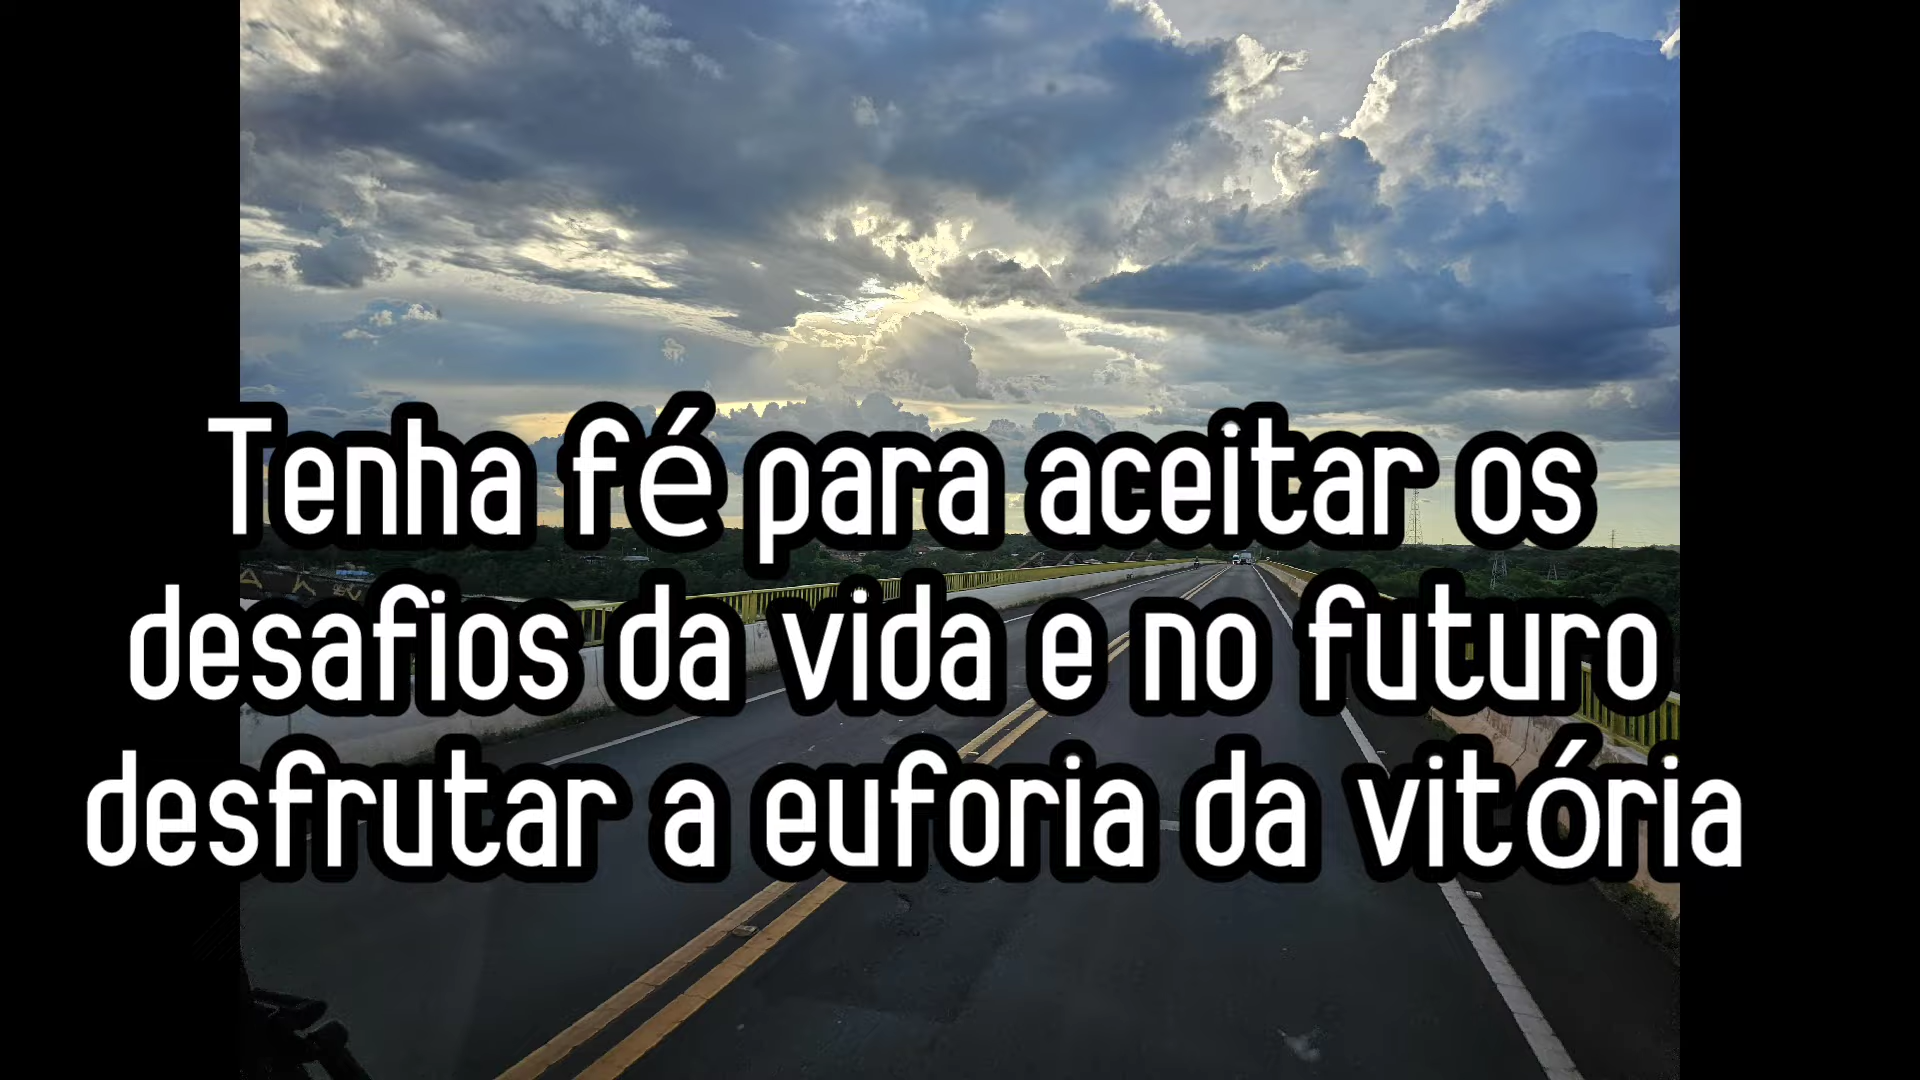 Tenha fé para aceitar os
desafios da vida e no futuro
desfrutar a euforia da vitória